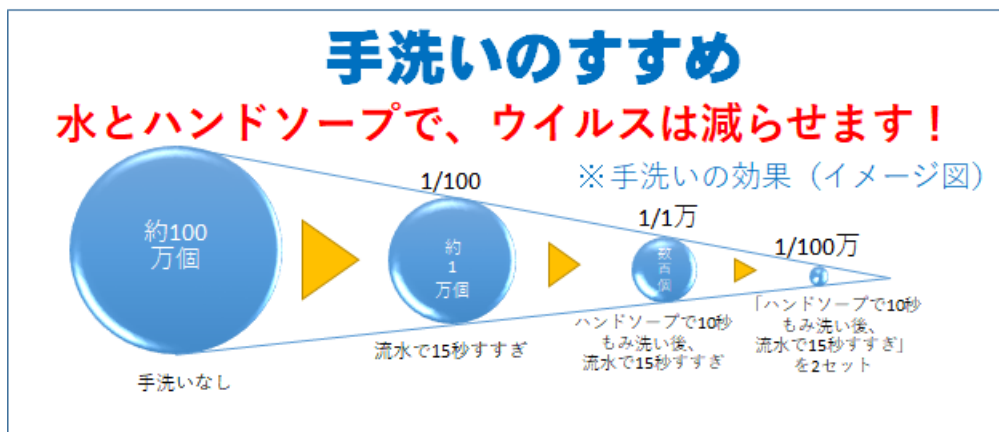 手洗いのすすめ
水とハンドソープで、ウイルスは減らせます！
※手洗いの効果（イメージ図）
約100
万個
手洗いなし
1/100
約
1
万個
流水で15秒すすぎ
1/1万
数百個
ハンドソープで10秒
もみ洗い後、
流水で15秒すすぎ
1/100万
「ハンドソープで10秒
もみ洗い後、
流水で15秒すすぎ」
を2セット